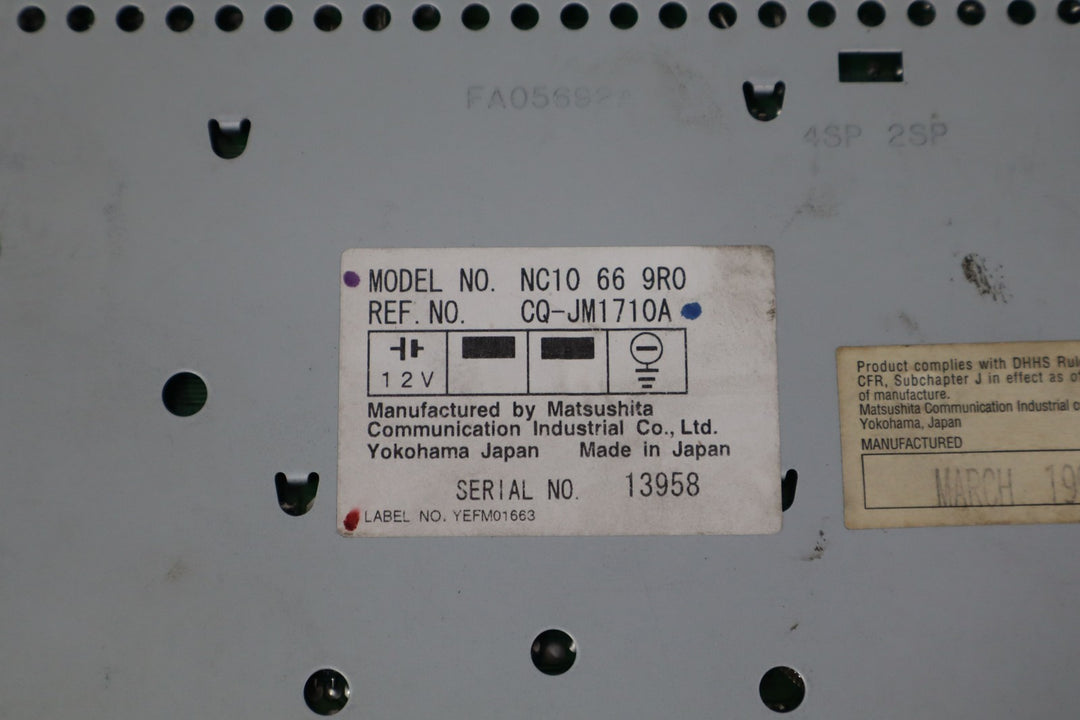 FA05692
4SP 2SP
MODEL NO. NC10 66 9R0
REF. NO. CQ-JM1710A
12V
Manufactured by Matsushita
Communication Industrial Co., Ltd.
Yokohama Japan Made in Japan
SERIAL NO. 13958
LABEL NO. YEFM01663
Product complies with DHHS
CFR, Subchapter J in effect as
of manufacture.
Matsushita Communication Industrial
Yokohama, Japan
MANUFACTURED
MARCH